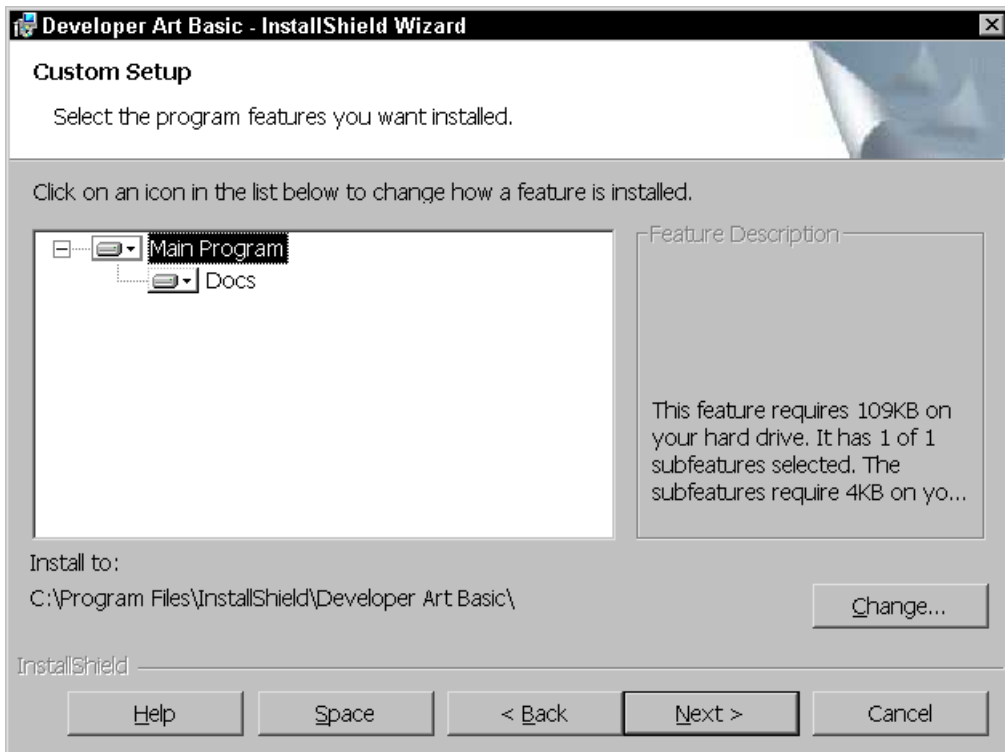 Developer Art Basic - InstallShield Wizard
Custom Setup
Select the program features you want installed.
Click on an icon in the list below to change how a feature is installed.
Main Program
Docs
Feature Description
This feature requires 109KB on
your hard drive. It has 1 of 1
subfeatures selected. The
subfeatures require 4KB on yo...
Install to:
C:\Program Files\InstallShield\Developer Art Basic\
Change...
InstallShield
Help
Space
< Back
Next >
Cancel